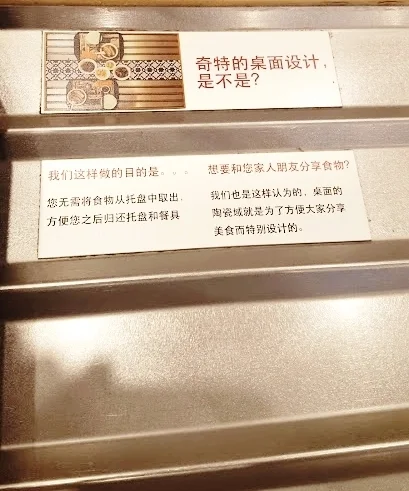 奇特的桌面设计，
是不是？
我们这样做的目的是。。。
您无需将食物从托盘中取出，
方便您之后归还托盘和餐具
想要和您家人朋友分享食物？
我们也是这样认为的，桌面的
陶瓷域就是为了方便大家分享
美食而特别设计的。